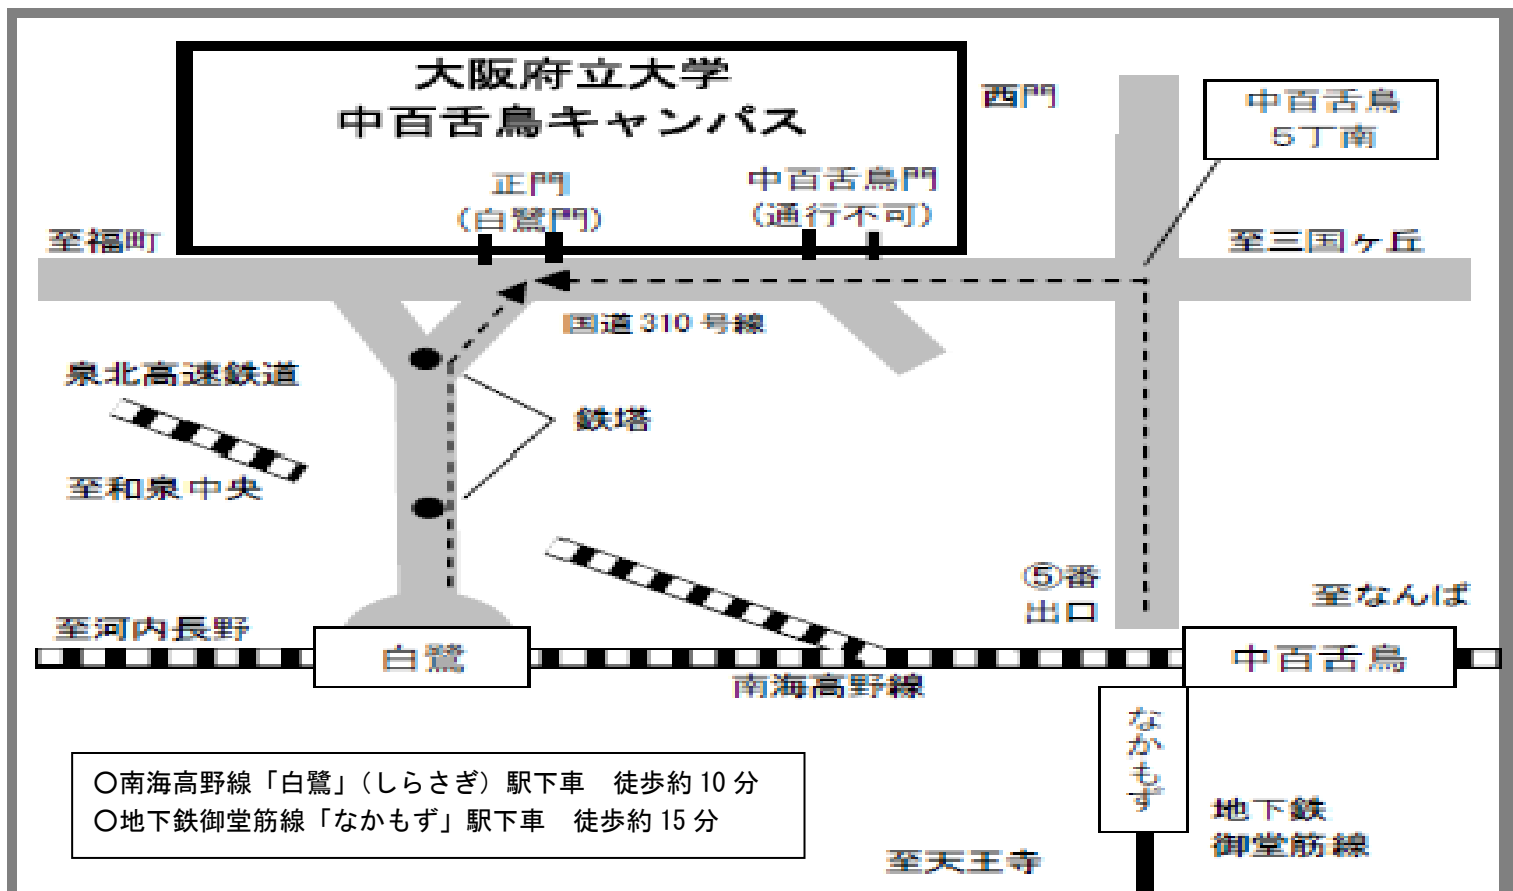 大阪府立大学
中百舌鳥キャンパス
西門
中百舌鳥
5丁南
正門
(白鷺門)
中百舌鳥門
(通行不可)
至福町
至三国ヶ丘
国道310号線
泉北高速鉄道
鉄塔
至和泉中央
⑤番
出口
至なんば
至河内長野
白鷺
中百舌鳥
南海高野線
なかもず
○南海高野線「白鷺」(しらさぎ)駅下車　徒歩約10分
○地下鉄御堂筋線「なかもず」駅下車　徒歩約15分
地下鉄
御堂筋線
至天王寺